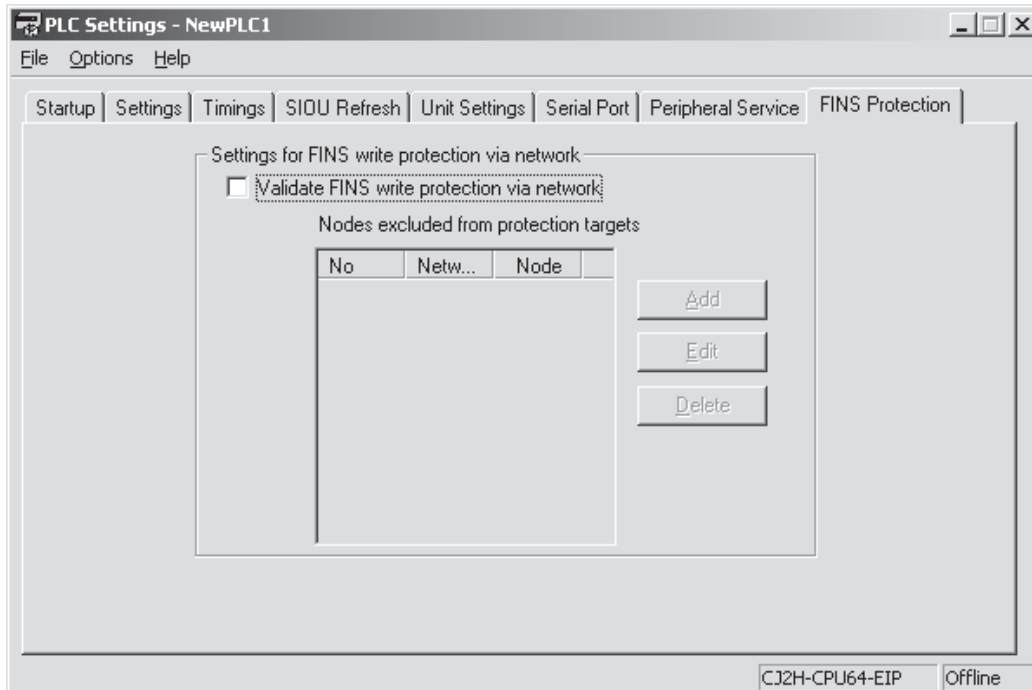 PLC Settings - NewPLC1
File Options Help
Startup Settings Timings SIOU Refresh Unit Settings Serial Port Peripheral Service FINS Protection
Settings for FINS write protection via network
Validate FINS write protection via network
Nodes excluded from protection targets
No Netw... Node
Add
Edit
Delete
CJ2H-CPU64-EIP Offline